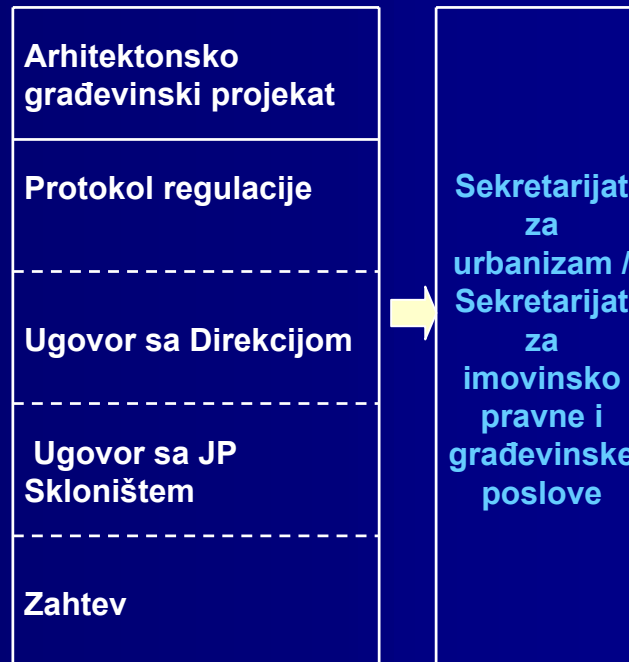 Arhitektonsko
građevinski projekat
Protokol regulacije
Ugovor sa Direkcijom
Ugovor sa JP
Skloništem
Zahtev
Sekretarijat
za
urbanizam /
Sekretarijat
za
imovinsko
pravne i
građevinske
poslove